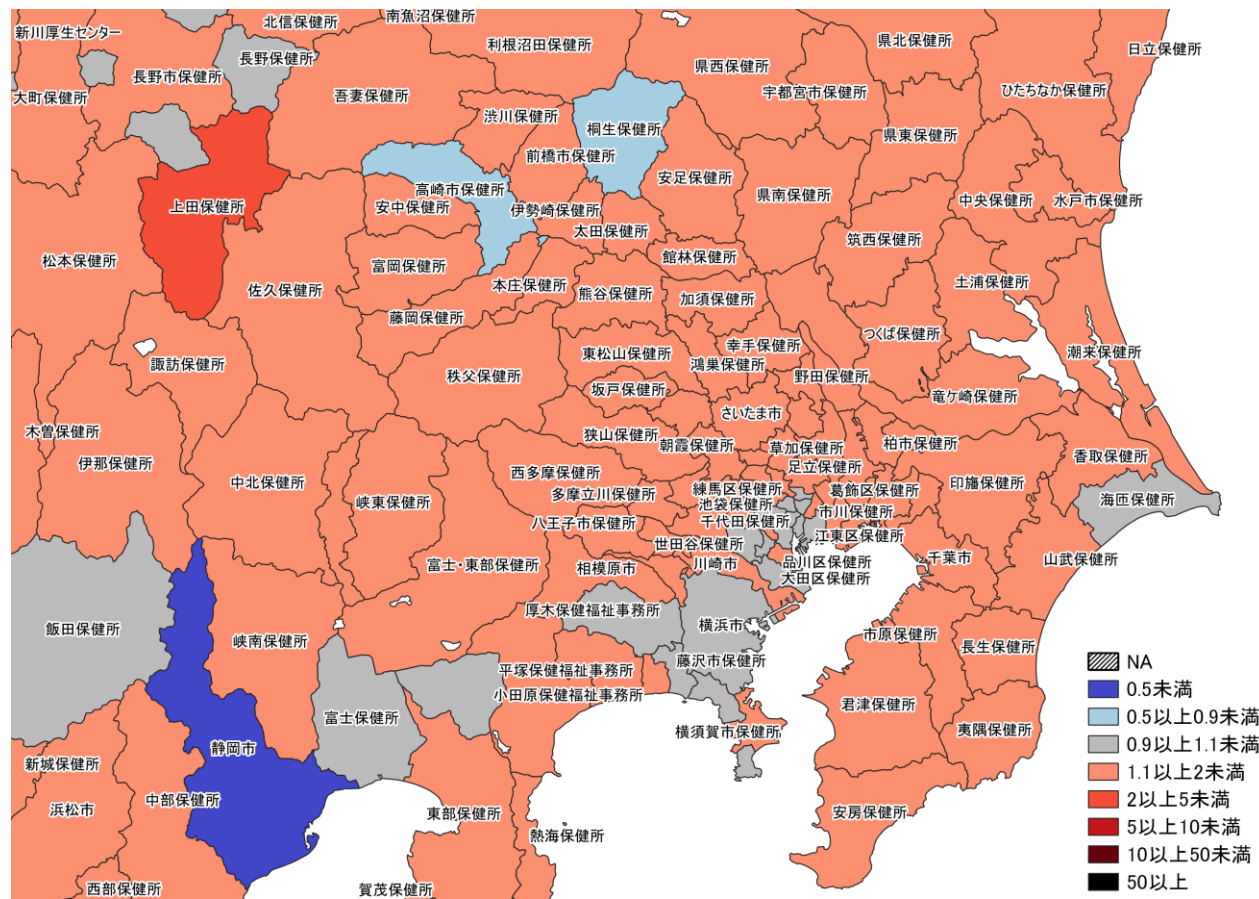 北信保健所
南魚沼保健所
新川厚生センター
利根沼田保健所
県北保健所
日立保健所
長野保健所
県西保健所
長野市保健所
大町保健所
吾妻保健所
宇都宮市保健所
ひたちなか保健所
渋川保健所
桐生保健所
県東保健所
前橋市保健所
安足保健所
高崎市保健所
県南保健所
中央保健所
水戸市保健所
上田保健所
安中保健所
伊勢崎保健所
太田保健所
筑西保健所
松本保健所
富岡保健所
館林保健所
佐久保健所
本庄保健所
熊谷保健所
加須保健所
土浦保健所
藤岡保健所
つくば保健所
諏訪保健所
東松山保健所
幸手保健所
潮来保健所
鴻巣保健所
秩父保健所
野田保健所
坂戸保健所
竜ケ崎保健所
さいたま市
木曽保健所
狭山保健所
朝霞保健所
草加保健所
柏市保健所
伊那保健所
香取保健所
中北保健所
西多摩保健所
足立保健所
峡東保健所
多摩立川保健所
練馬区保健所
葛飾区保健所
印旛保健所
池袋保健所
海匝保健所
八王子市保健所
千代田保健所
市川保健所
江東区保健所
世田谷保健所
富士・東部保健所
相模原市
川崎市
品川区保健所
千葉市
山武保健所
大田区保健所
厚木保健福祉事務所
飯田保健所
峡南保健所
横浜市
市原保健所
長生保健所
藤沢市保健所
平塚保健福祉事務所
小田原保健福祉事務所
富士保健所
君津保健所
夷隅保健所
横須賀市保健所
静岡市
新城保健所
浜松市
中部保健所
東部保健所
安房保健所
熱海保健所
西部保健所
賀茂保健所
NA
0.5未満
0.5以上0.9未満
0.9以上1.1未満
1.1以上2未満
2以上5未満
5以上10未満
10以上50未満
50以上